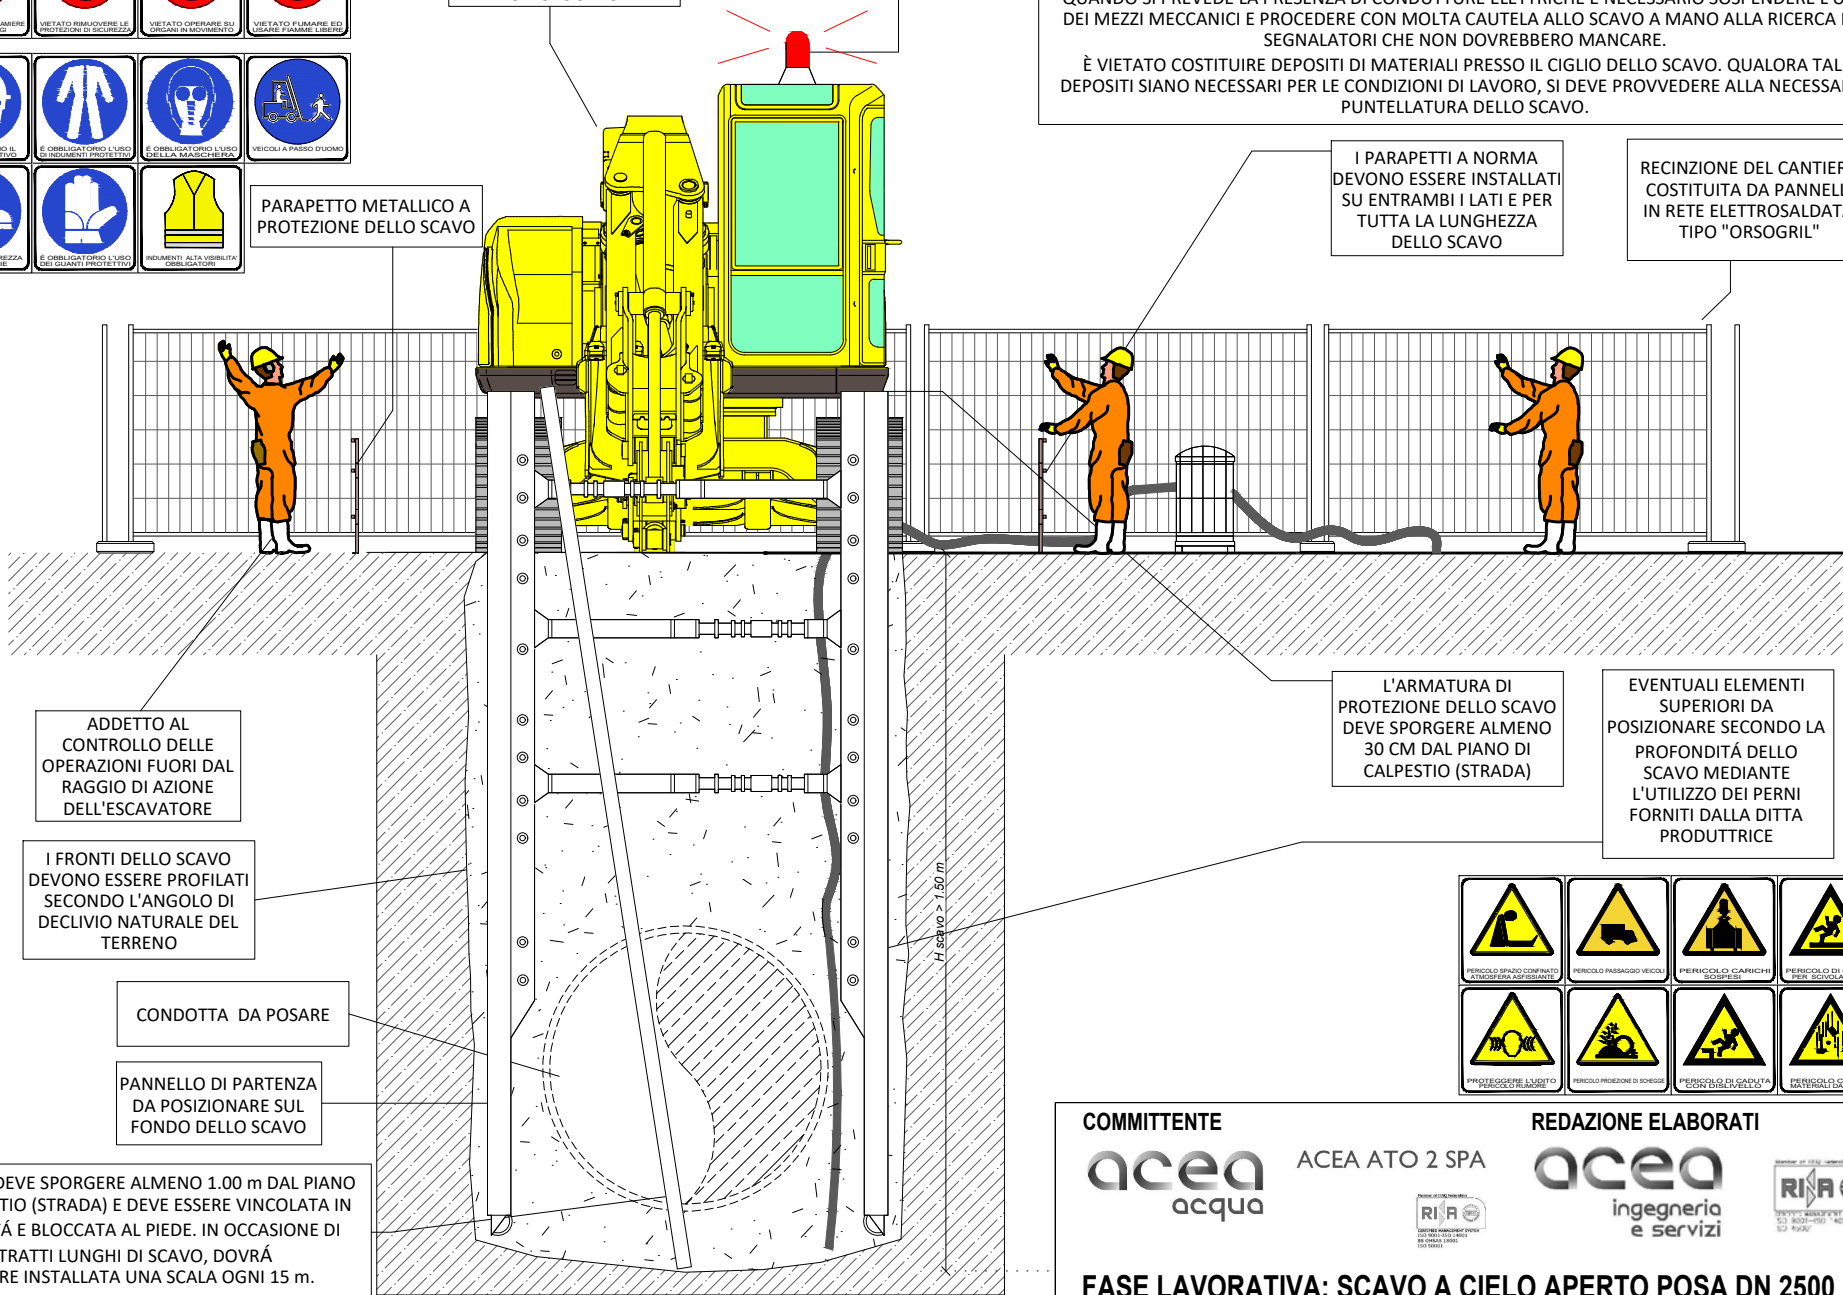 VIETATO RIMUOVERE LE
PROTEZIONI DI SICUREZZA
VIETATO OPERARE SU
ORGANI IN MOVIMENTO
VIETATO FUMARE ED
USARE FIAMME LIBERE
È OBBLIGATORIO L'USO
DI INDUMENTI PROTETTIVI
È OBBLIGATORIO L'USO
DELLA MASCHERA
VEICOLI A PASSO D'UOMO
È OBBLIGATORIO L'USO
DEI GUANTI PROTETTIVI
INDUMENTI ALTA VISIBILITA'
OBBLIGATORI
DEI MEZZI MECCANICI E PROCEDERE CON MOLTA CAUTELA ALLO SCAVO A MANO ALLA RICERCA
SEGNALATORI CHE NON DOVREBBERO MANCARE.
È VIETATO COSTITUIRE DEPOSITI DI MATERIALI PRESSO IL CIGLIO DELLO SCAVO. QUALORA TAL
DEPOSITI SIANO NECESSARI PER LE CONDIZIONI DI LAVORO, SI DEVE PROVVEDERE ALLA NECESSA
PUNTELLATURA DELLO SCAVO.
PARAPETTO METALLICO A
PROTEZIONE DELLO SCAVO
I PARAPETTI A NORMA
DEVONO ESSERE INSTALLATI
SU ENTRAMBI I LATI E PER
TUTTA LA LUNGHEZZA
DELLO SCAVO
RECINZIONE DEL CANTIER
COSTITUITA DA PANNELL
IN RETE ELETTROSALDAT
TIPO "ORSOGRIL"
ADDETTO AL
CONTROLLO DELLE
OPERAZIONI FUORI DAL
RAGGIO DI AZIONE
DELL'ESCAVATORE
L'ARMATURA DI
PROTEZIONE DELLO SCAVO
DEVE SPORGERE ALMENO
30 CM DAL PIANO DI
CALPESTIO (STRADA)
EVENTUALI ELEMENTI
SUPERIORI DA
POSIZIONARE SECONDO LA
PROFONDITÁ DELLO
SCAVO MEDIANTE
L'UTILIZZO DEI PERNI
FORNITI DALLA DITTA
PRODUTTRICE
I FRONTI DELLO SCAVO
DEVONO ESSERE PROFILATI
SECONDO L'ANGOLO DI
DECLIVIO NATURALE DEL
TERRENO
H scavo > 1.50 m
CONDOTTA DA POSARE
PANNELLO DI PARTENZA
DA POSIZIONARE SUL
FONDO DELLO SCAVO
DEVE SPORGERE ALMENO 1.00 m DAL PIANO
TIO (STRADA) E DEVE ESSERE VINCOLATA IN
TÁ E BLOCCATA AL PIEDE. IN OCCASIONE DI
TRATTI LUNGHI DI SCAVO, DOVRÁ
RE INSTALLATA UNA SCALA OGNI 15 m.
PERICOLO SPAZIO CONFINATO
ATMOSFERA ASFISSIANTE
PERICOLO PASSAGGIO VEICOLI
PERICOLO CARICHI
SOSPESI
PERICOLO DI
PER SCIVOLA
PROTEGGERE L'UDITO
PERICOLO RUMORE
PERICOLO PROIEZIONE DI SCHEGGE
PERICOLO DI CADUTA
CON DISLIVELLO
PERICOLO C
MATERIALI DA
COMMITTENTE
REDAZIONE ELABORATI
acea
acqua
ACEA ATO 2 SPA
RINA
acea
ingegneria
e servizi
RINA
FASE LAVORATIVA: SCAVO A CIELO APERTO POSA DN 2500